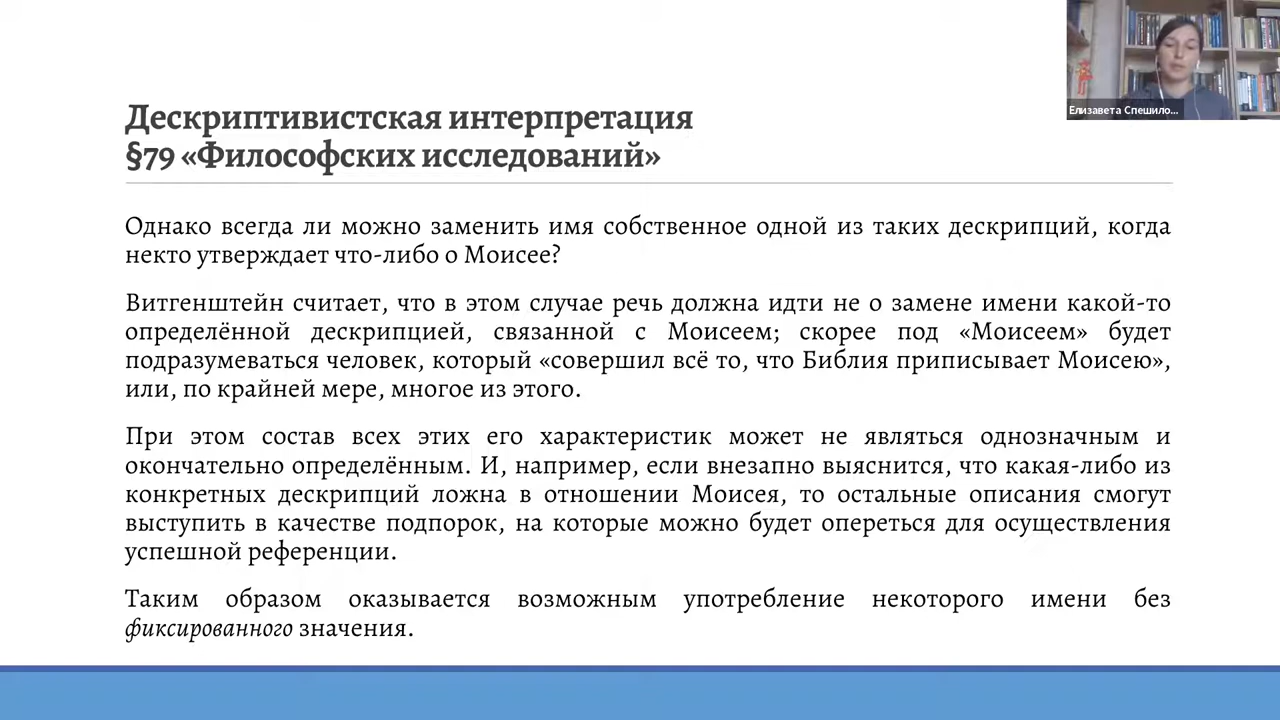 Елизавета Спешило...
Дескриптивистская интерпретация
§79 «Философских исследований»
Однако всегда ли можно заменить имя собственное одной из таких дескрипций, когда
некто утверждает что-либо о Моисее?
Витгенштейн считает, что в этом случае речь должна идти не о замене имени какой-то
определённой дескрипцией, связанной с Моисеем; скорее под «Моисеем» будет
подразумеваться человек, который «совершил всё то, что Библия приписывает Моисею»,
или, по крайней мере, многое из этого.
При этом состав всех этих его характеристик может не являться однозначным и
окончательно определённым. И, например, если внезапно выяснится, что какая-либо из
конкретных дескрипций ложна в отношении Моисея, то остальные описания смогут
выступить в качестве подпорок, на которые можно будет опереться для осуществления
успешной референции.
Таким образом оказывается возможным употребление некоторого имени без
фиксированного значения.